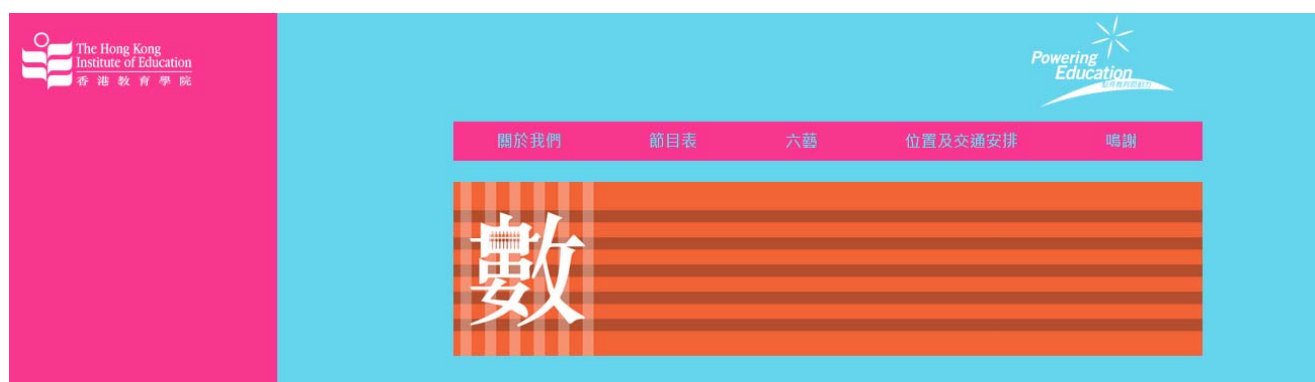 The Hong Kong
Institute of Education
香港教育學院
Powering
Education
關於我們 節目表 六藝 位置及交通安排 鳴謝
數